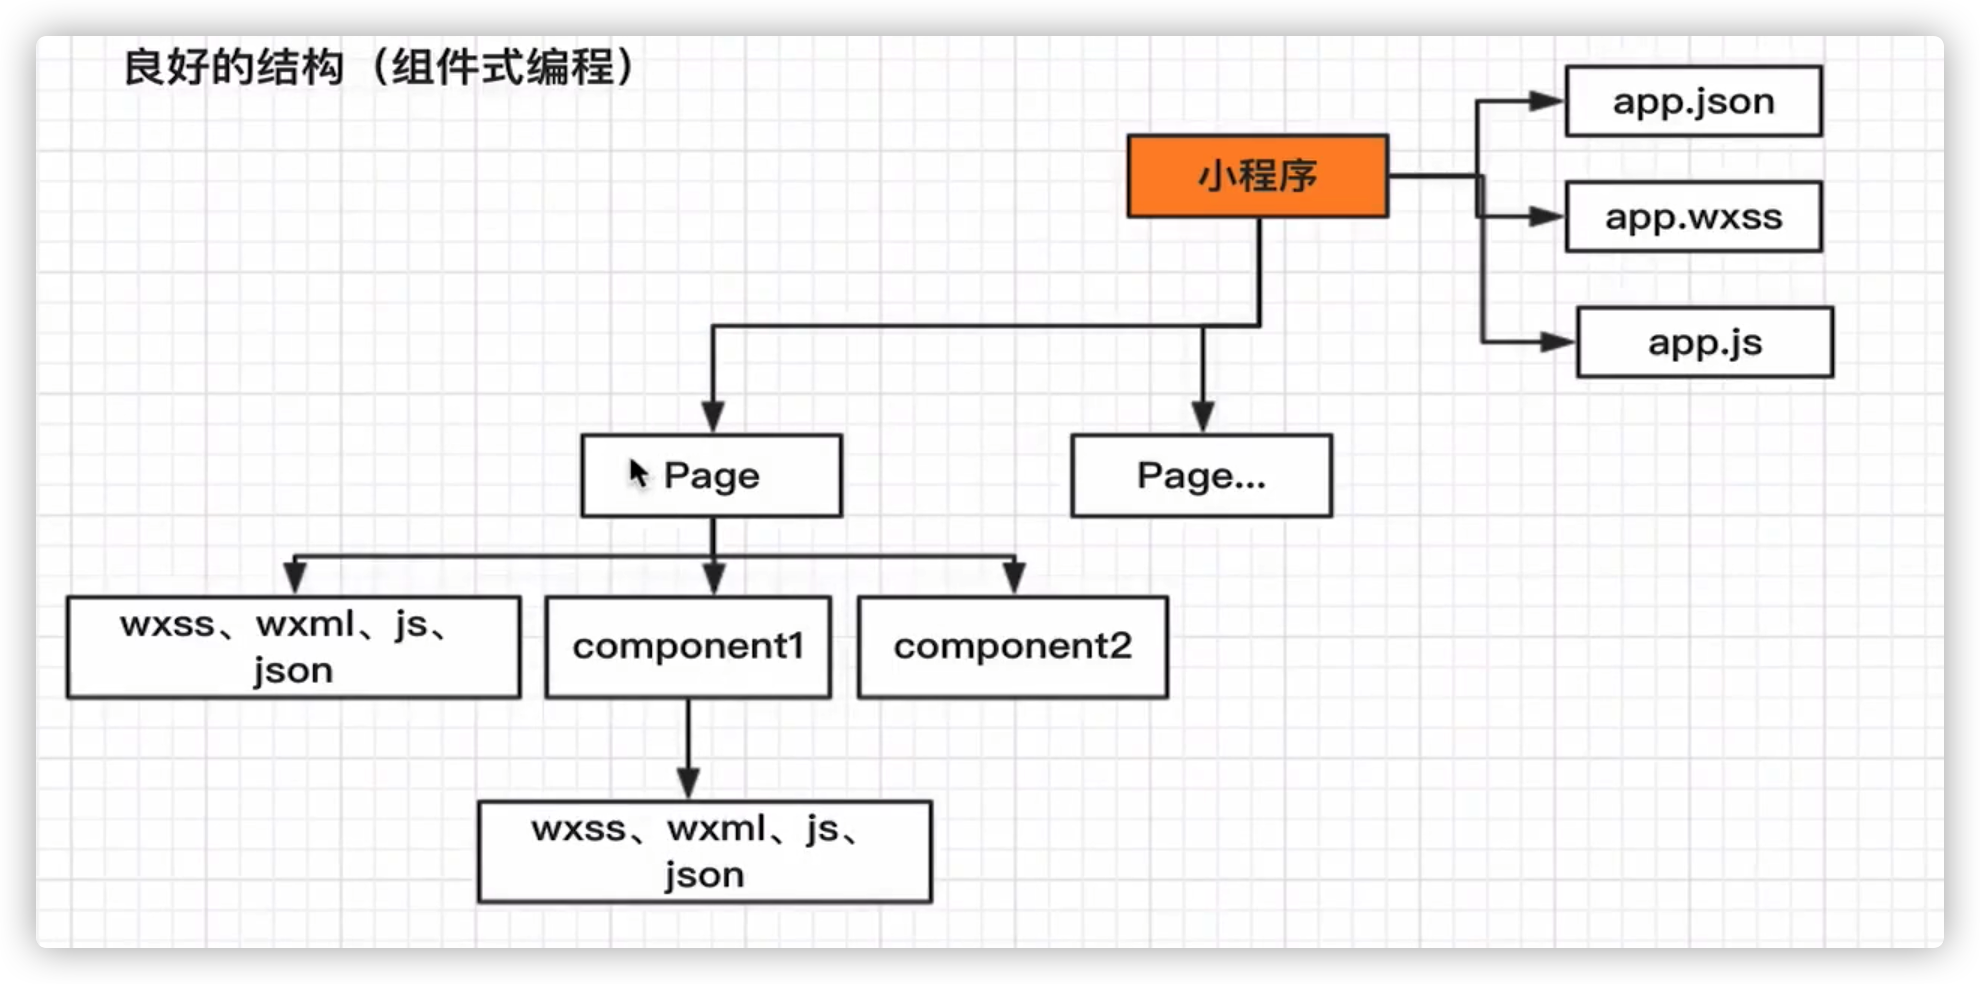 良好的结构（组件式编程）
小程序
app.json
app.wxss
app.js
Page
Page...
wxss、wxml、js、
json
component1
component2
wxss、wxml、js、
json